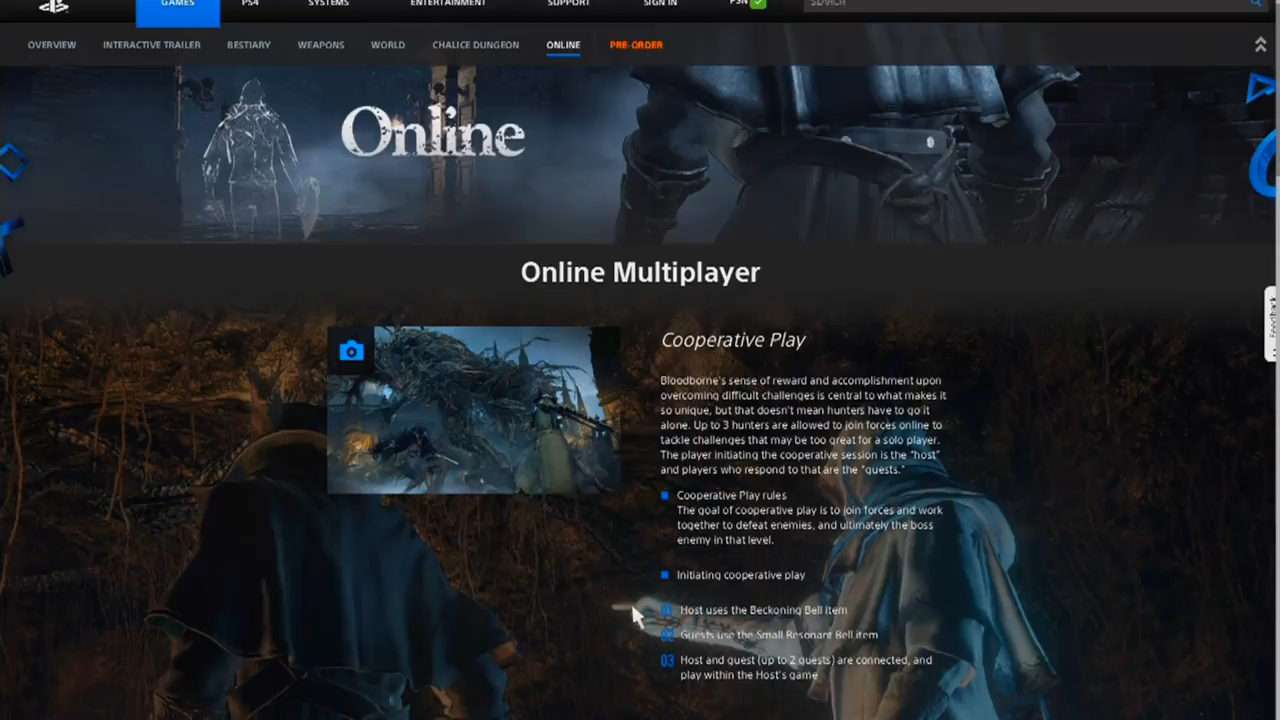 GAMES PS4 SYSTEMS ENTERTAINMENT SUPPORT SIGN IN PSN SEARCH
OVERVIEW INTERACTIVE TRAILER BESTIARY WEAPONS WORLD CHALICE DUNGEON ONLINE PRE-ORDER
Online
Online Multiplayer
Feedback
Cooperative Play
Bloodborne's sense of reward and accomplishment upon
overcoming difficult challenges is central to what makes it
so unique, but that doesn't mean hunters have to go it
alone. Up to 3 hunters are allowed to join forces online to
tackle challenges that may be too great for a solo player.
The player initiating the cooperative session is the "host"
and players who respond to that are the "guests."
Cooperative Play rules
The goal of cooperative play is to join forces and work
together to defeat enemies, and ultimately the boss
enemy in that level.
Initiating cooperative play
01 Host uses the Beckoning Bell item
02 Guests use the Small Resonant Bell item
03 Host and guest (up to 2 guests) are connected, and
play within the Host's game